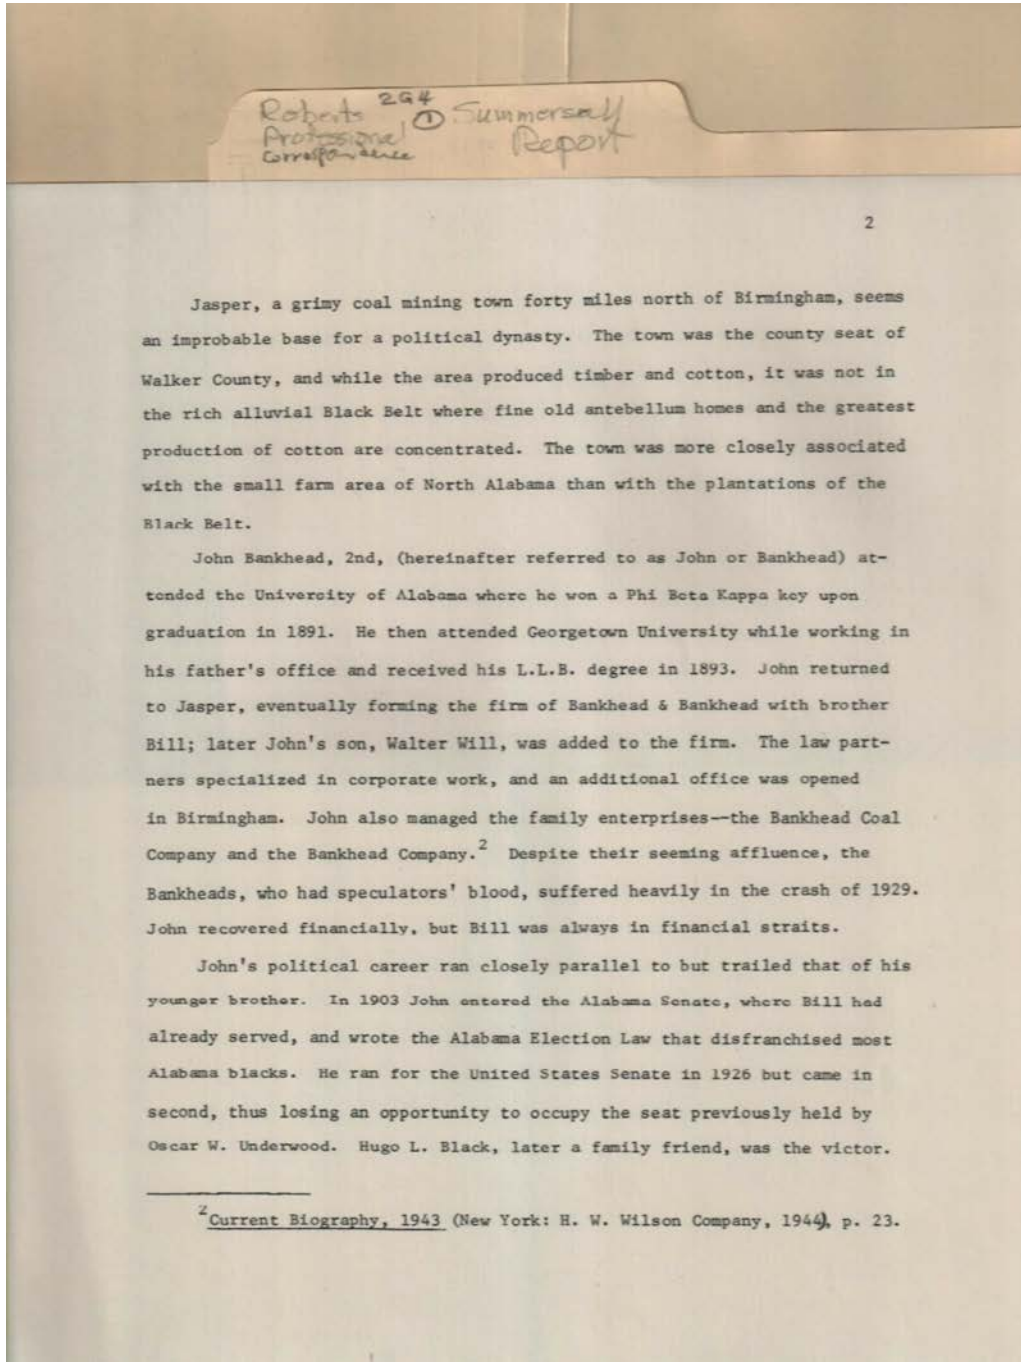 Roberts 2G4 ① Summersall
Professional Report
Correspondence
2
Jasper, a grimy coal mining town forty miles north of Birmingham, seems
an improbable base for a political dynasty. The town was the county seat of
Walker County, and while the area produced timber and cotton, it was not in
the rich alluvial Black Belt where fine old antebellum homes and the greatest
production of cotton are concentrated. The town was more closely associated
with the small farm area of North Alabama than with the plantations of the
Black Belt.
John Bankhead, 2nd, (hereinafter referred to as John or Bankhead) at-
tended the University of Alabama where he won a Phi Beta Kappa key upon
graduation in 1891. He then attended Georgetown University while working in
his father's office and received his L.L.B. degree in 1893. John returned
to Jasper, eventually forming the firm of Bankhead & Bankhead with brother
Bill; later John's son, Walter Will, was added to the firm. The law part-
ners specialized in corporate work, and an additional office was opened
in Birmingham. John also managed the family enterprises--the Bankhead Coal
Company and the Bankhead Company.2 Despite their seeming affluence, the
Bankheads, who had speculators' blood, suffered heavily in the crash of 1929.
John recovered financially, but Bill was always in financial straits.
John's political career ran closely parallel to but trailed that of his
younger brother. In 1903 John entered the Alabama Senate, where Bill had
already served, and wrote the Alabama Election Law that disfranchised most
Alabama blacks. He ran for the United States Senate in 1926 but came in
second, thus losing an opportunity to occupy the seat previously held by
Oscar W. Underwood. Hugo L. Black, later a family friend, was the victor.
2Current Biography, 1943 (New York: H. W. Wilson Company, 1944), p. 23.